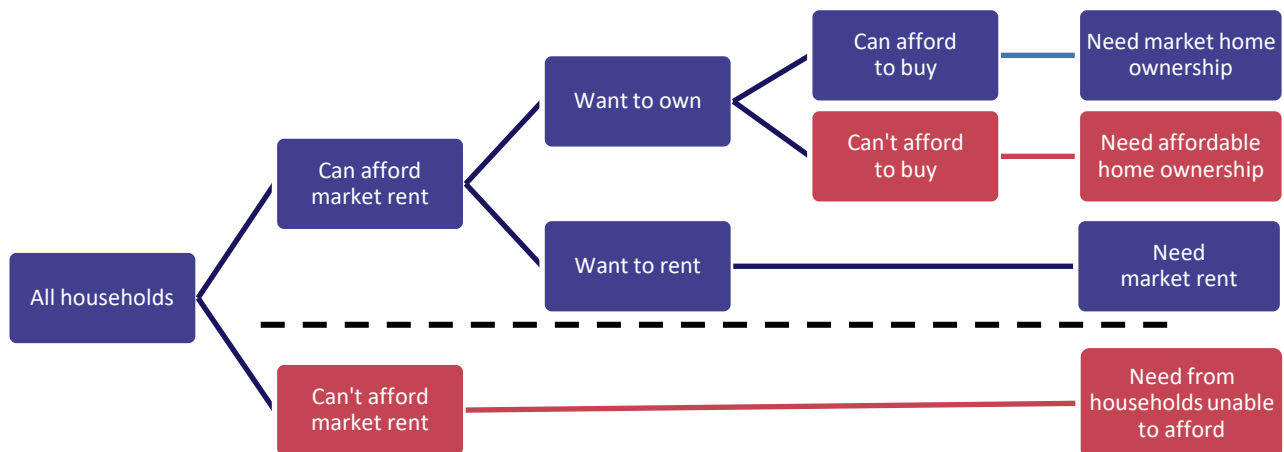 Can afford
to buy
Need market home
ownership
Want to own
Can't afford
to buy
Need affordable
home ownership
Can afford
market rent
Want to rent
Need
market rent
All households
Can't afford
market rent
Need from
households unable
to afford